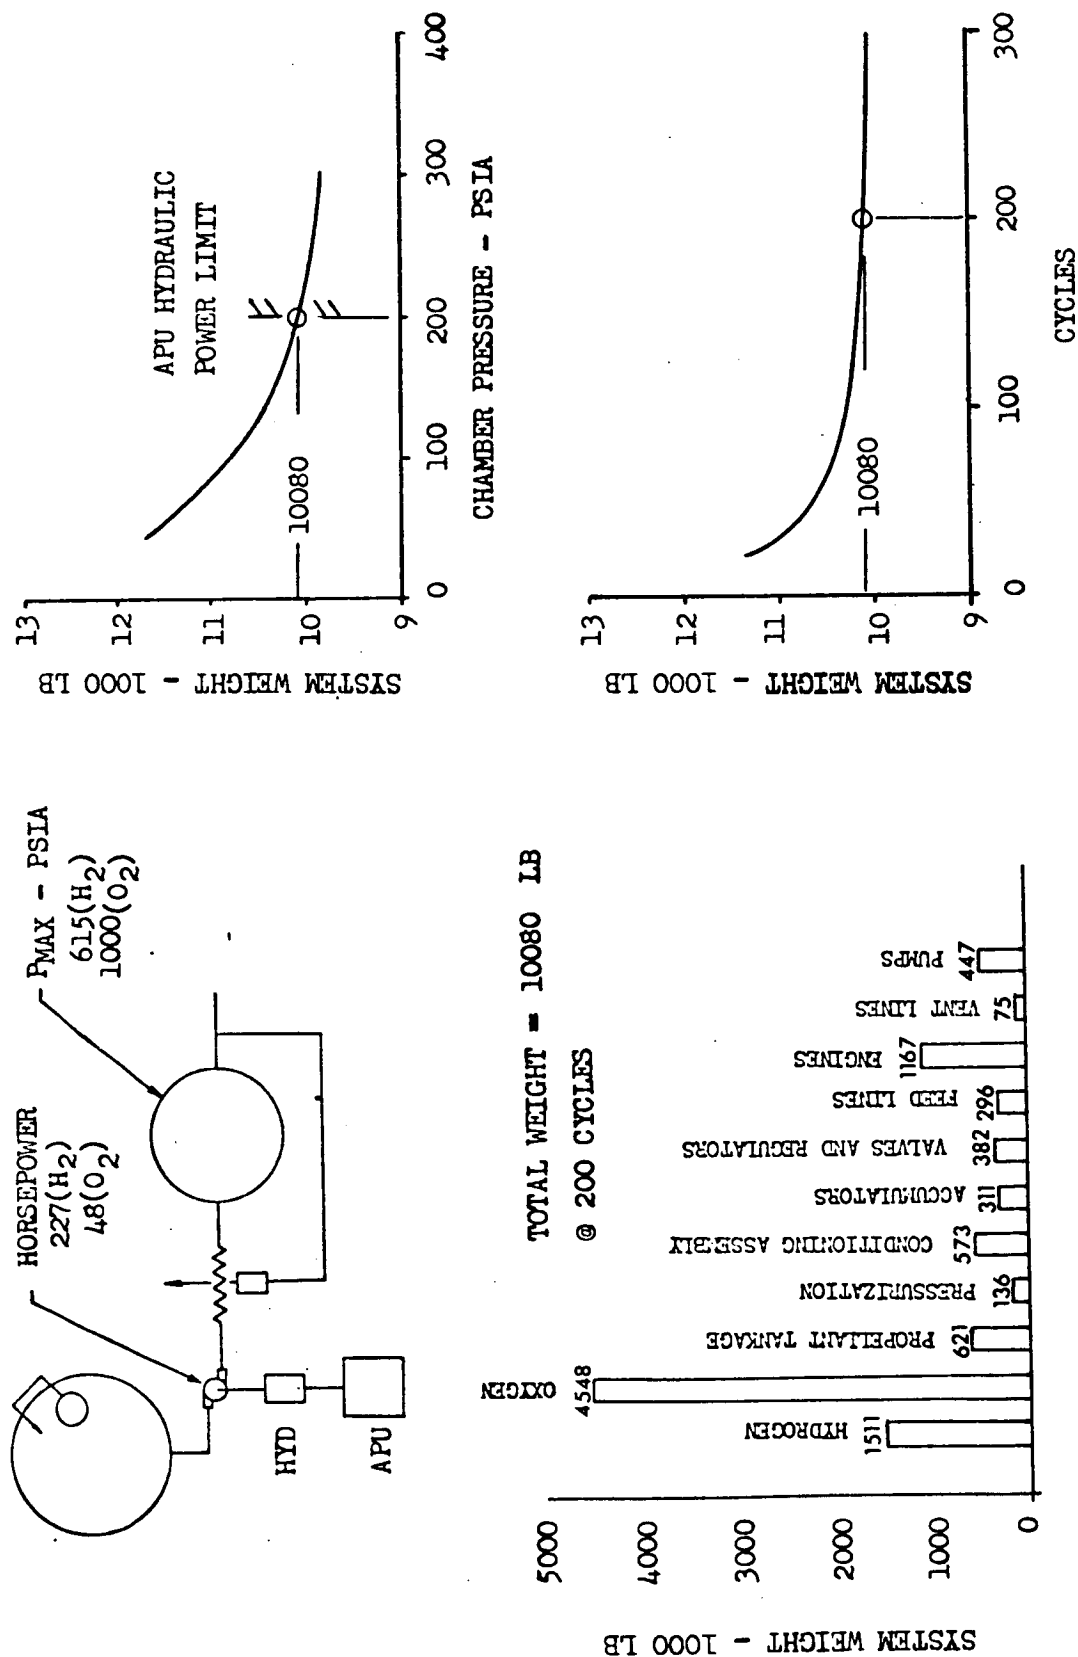 HORSEPOWER
227(H2)
48(O2)
PMAX - PSIA
615(H2)
1000(O2)
HYD
APU
SYSTEM WEIGHT - 1000 LB
13
12
11
10
9
APU HYDRAULIC
POWER LIMIT
10080
0
100
200
300
400
CHAMBER PRESSURE - PSIA
SYSTEM WEIGHT - 1000 LB
5000
4000
3000
2000
1000
0
TOTAL WEIGHT = 10080 LB
@ 200 CYCLES
HYDROGEN
1511
OXYGEN
4548
PROPELLANT TANKAGE
621
PRESSURIZATION
136
CONDITIONING ASSEMBLY
573
ACCUMULATORS
311
VALVES AND REGULATORS
382
FEED LINES
296
ENGINES
1167
VENT LINES
75
PUMPS
447
SYSTEM WEIGHT - 1000 LB
13
12
11
10
9
10080
0
100
200
300
CYCLES